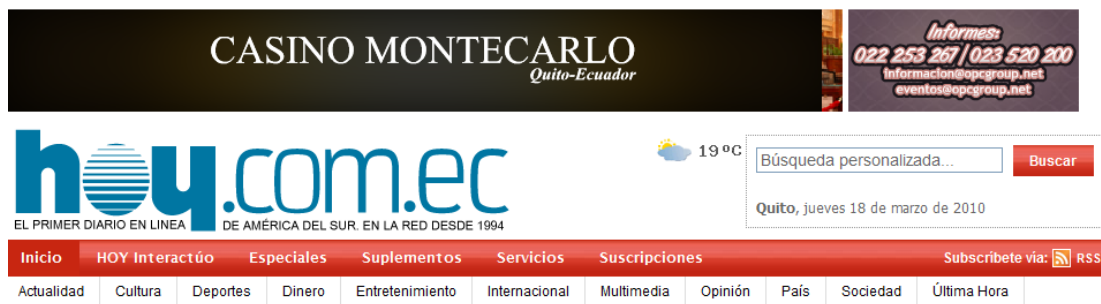 CASINO MONTECARLO
Quito-Ecuador
Informes:
022 253 267 / 023 520 200
informacion@opcgroup.net
eventos@opcgroup.net
hoy.com.ec
EL PRIMER DIARIO EN LINEA DE AMÉRICA DEL SUR. EN LA RED DESDE 1994
19 ºC
Búsqueda personalizada... Buscar
Quito, jueves 18 de marzo de 2010
Inicio HOY Interactúo Especiales Suplementos Servicios Suscripciones Subscribete via: RSS
Actualidad Cultura Deportes Dinero Entretenimiento Internacional Multimedia Opinión País Sociedad Última Hora